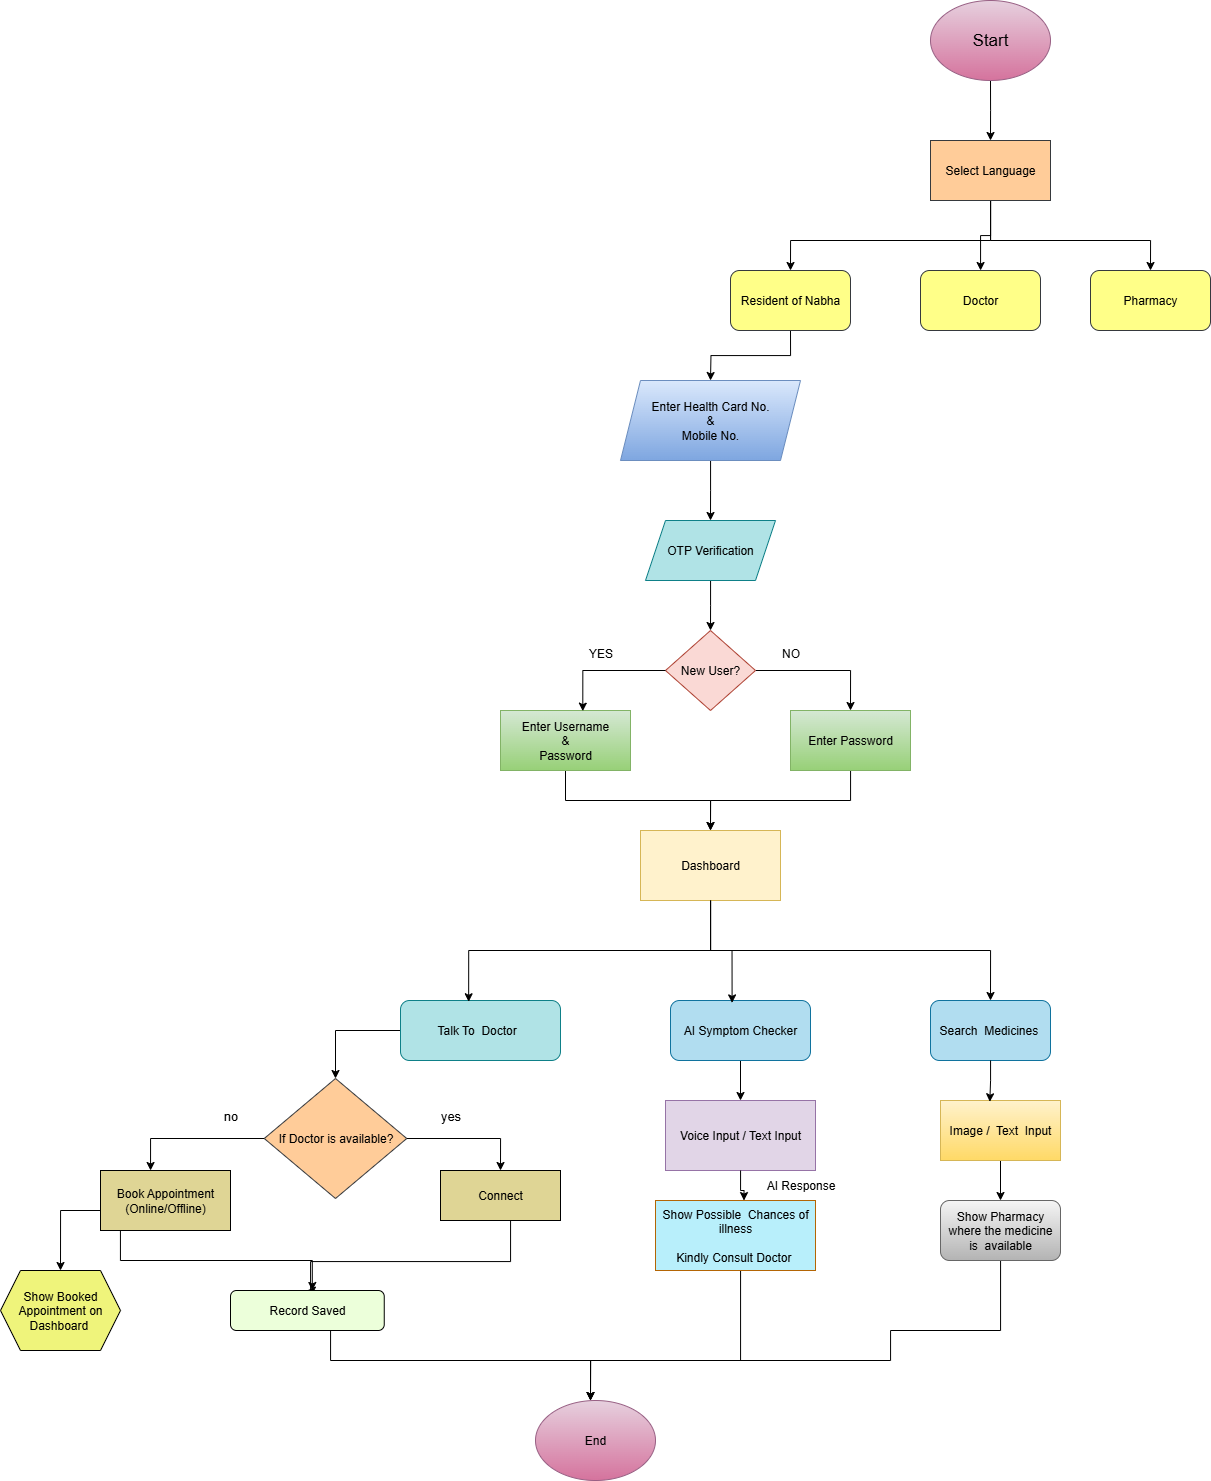 Start
Select Language
Resident of Nabha
Doctor
Pharmacy
Enter Health Card No.
&
Mobile No.
OTP Verification
New User?
YES
NO
Enter Username
&
Password
Enter Password
Dashboard
Talk To Doctor
AI Symptom Checker
Search Medicines
If Doctor is available?
no
yes
Voice Input / Text Input
Image / Text Input
Book Appointment
(Online/Offline)
Connect
AI Response
Show Possible Chances of
illness
Kindly Consult Doctor
Show Pharmacy
where the medicine
is available
Show Booked
Appointment on
Dashboard
Record Saved
End